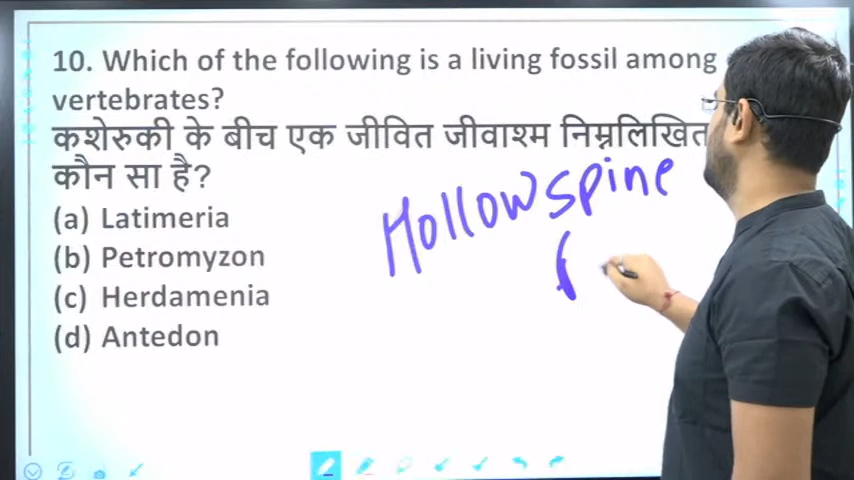 10. Which of the following is a living fossil among
vertebrates?
कशेरुकी के बीच एक जीवित जीवाश्म निम्नलिखित
कौन सा है?
(a) Latimeria
(b) Petromyzon
(c) Herdamenia
(d) Antedon
Hollowspine
(